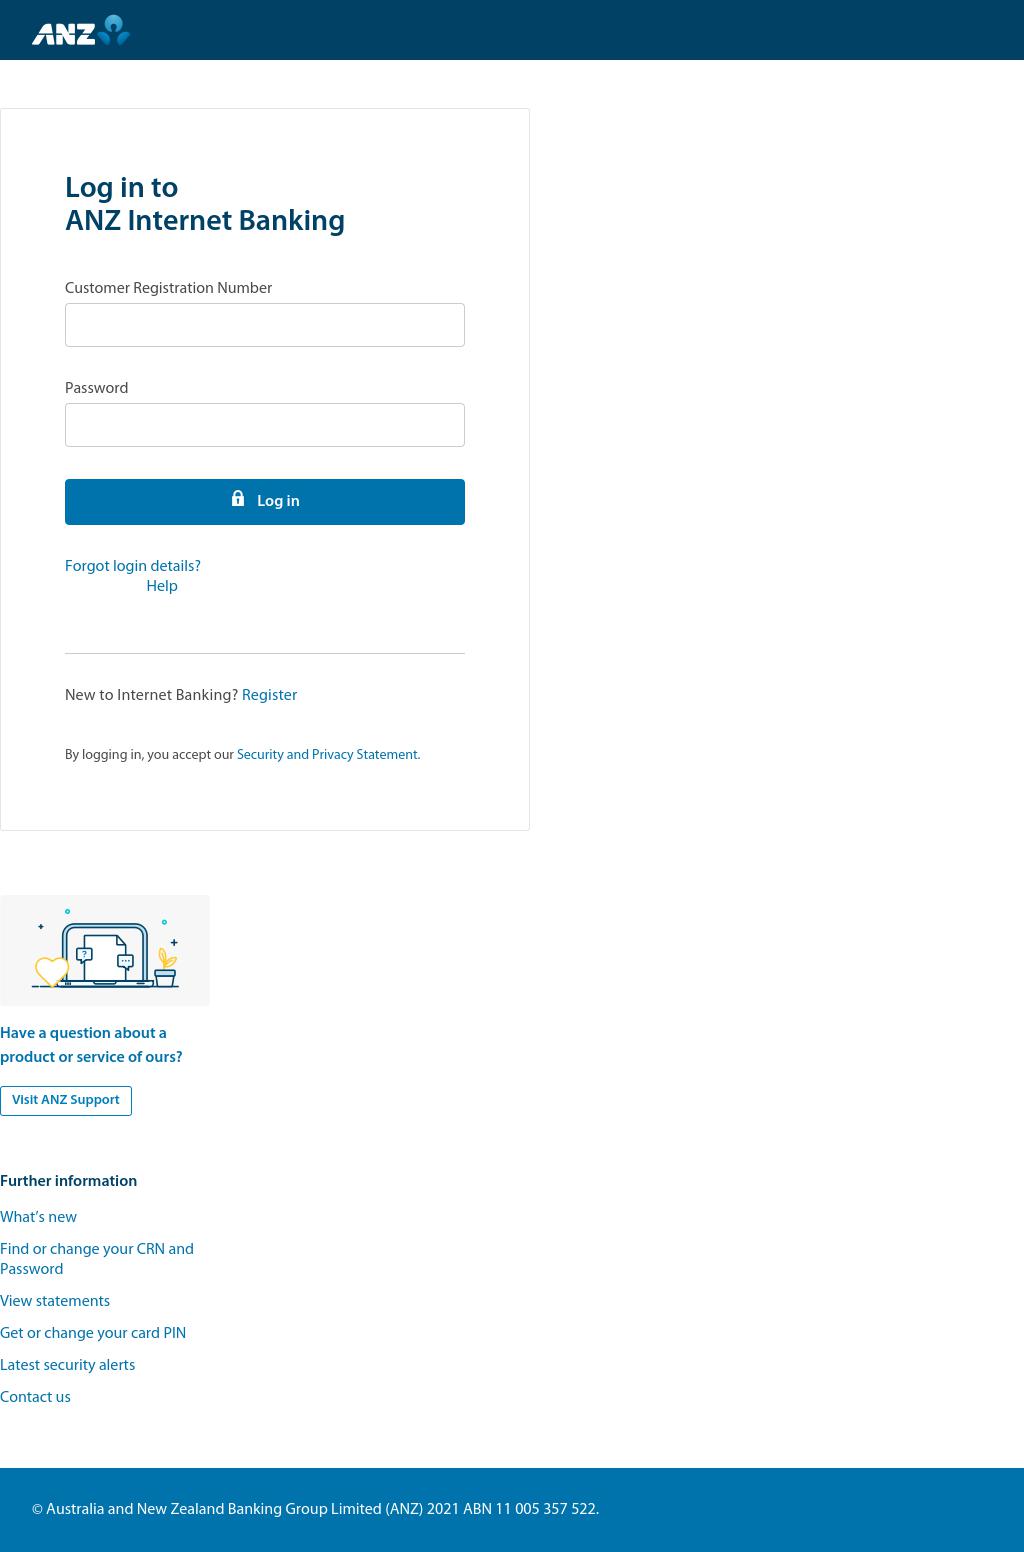 ANZ
Log in to
ANZ Internet Banking
Customer Registration Number
Password
Log in
Forgot login details?
Help
New to Internet Banking? Register
By logging in, you accept our Security and Privacy Statement.
?
Have a question about a
product or service of ours?
Visit ANZ Support
Further information
What's new
Find or change your CRN and
Password
View statements
Get or change your card PIN
Latest security alerts
Contact us
© Australia and New Zealand Banking Group Limited (ANZ) 2021 ABN 11 005 357 522.